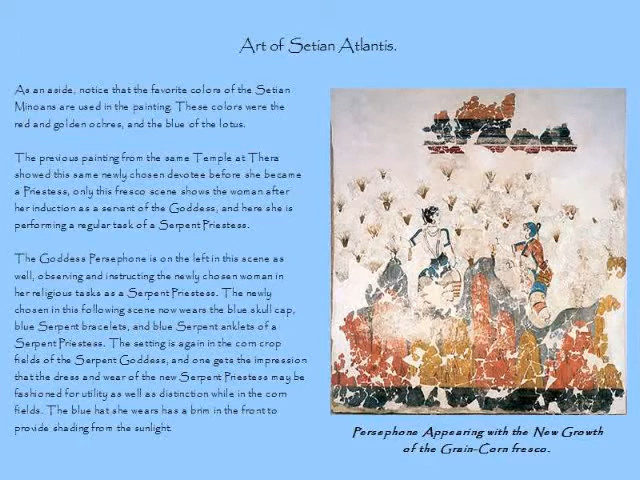 Art of Setian Atlantis.
As an aside, notice that the favorite colors of the Setian
Minoans are used in the painting. These colors were the
red and golden ochres, and the blue of the lotus.
The previous painting from the same Temple at Thera
showed this same newly chosen devotee before she became
a Priestess, only this fresco scene shows the woman after
her induction as a servant of the Goddess, and here she is
performing a regular task of a Serpent Priestess.
The Goddess Persephone is on the left in this scene as
well, observing and instructing the newly chosen woman in
her religious tasks as a Serpent Priestess. The newly
chosen in this following scene now wears the blue skull cap,
blue Serpent bracelets, and blue Serpent anklets of a
Serpent Priestess. The setting is again in the corn crop
fields of the Serpent Goddess, and one gets the impression
that the dress and wear of the new Serpent Priestess may be
fashioned for utility as well as distinction while in the corn
fields. The blue hat she wears has a brim in the front to
provide shading from the sunlight.
Persephone Appearing with the New Growth
of the Grain-Corn fresco.